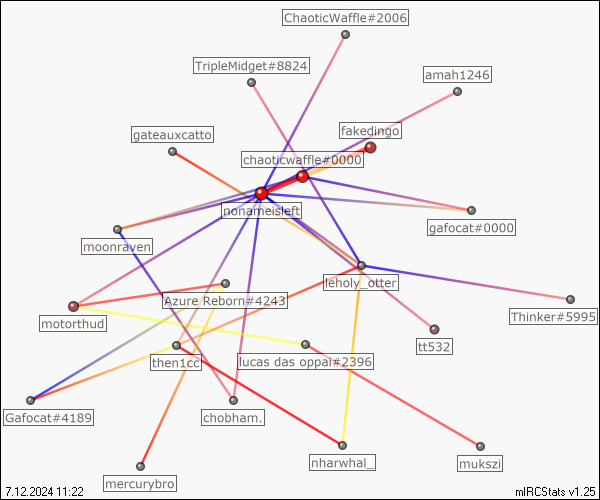 ChaoticWaffle#2006
TripleMidget#8824
amah1246
gateauxcatto
fakedingo
chaoticwaffle#0000
nonameisleft
gafocat#0000
moonraven
leholy_otter
Azure Reborn#4243
Thinker#5995
motorthud
tt532
then1cc
lucas das oppai#2396
Gafocat#4189
chobham.
nharwhal_
mukszi
mercurybro
7.12.2024 11:22
mIRCStats v1.25